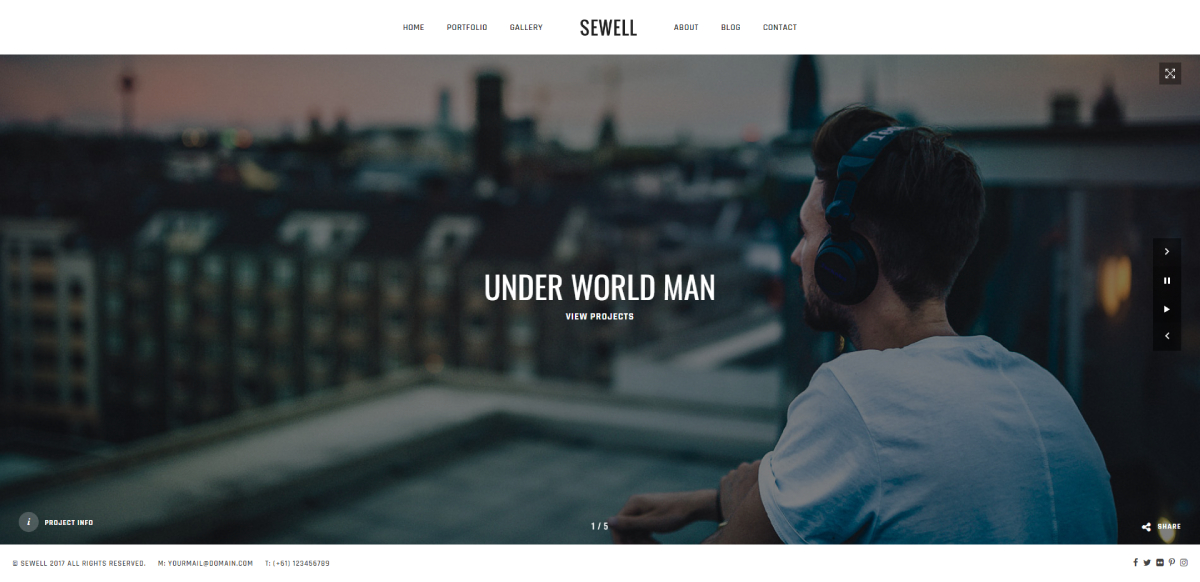 HOME PORTFOLIO GALLERY SEWELL ABOUT BLOG CONTACT
UNDER WORLD MAN
VIEW PROJECTS
i PROJECT INFO
1 / 5
SHARE
© SEWELL 2017 ALL RIGHTS RESERVED. M: YOURMAIL@DOMAIN.COM T: (+61) 123456789